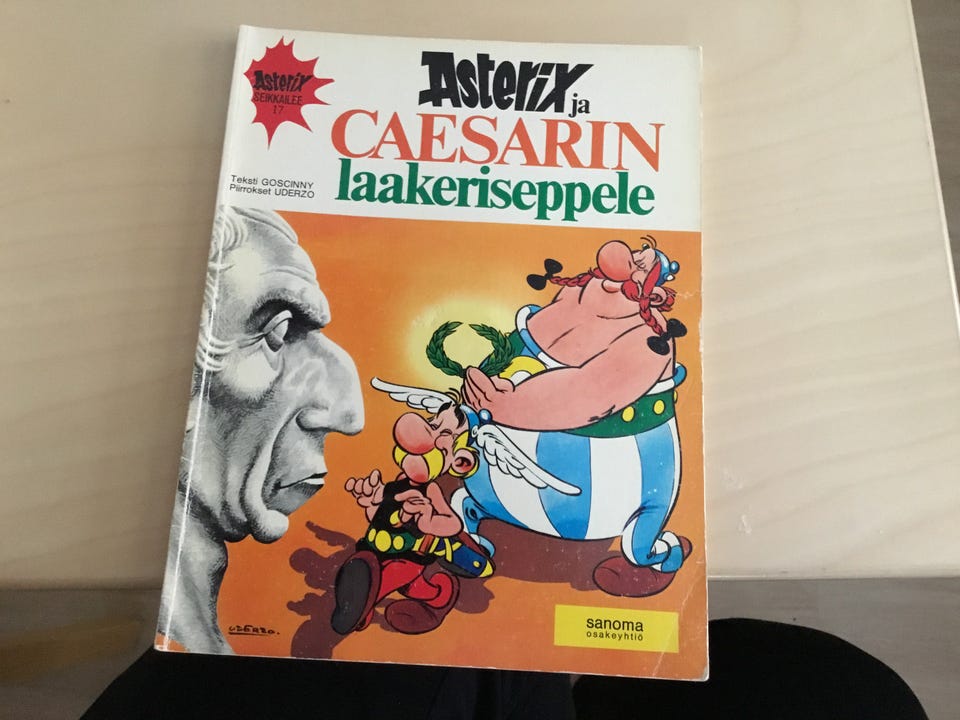 Asterix
SEIKKAILEE
17
Asterix ja
CAESARIN
laakeriseppele
Teksti GOSCINNY
Piirrokset UDERZO
UDERZO.
sanoma
osakeyhtiö